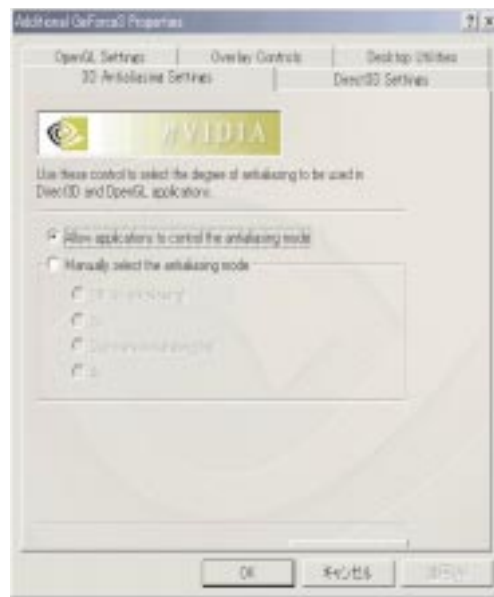 Additional GeForce3 Properties
OpenGL Settings
Overlay Controls
Desktop Utilities
3D Antialiasing Settings
Direct3D Settings
NVIDIA
Use these control to select the degree of antialiasing to be used in
Direct3D and OpenGL applications.
Allow applications to control the antialiasing mode
Manually select the antialiasing mode
OK
キャンセル